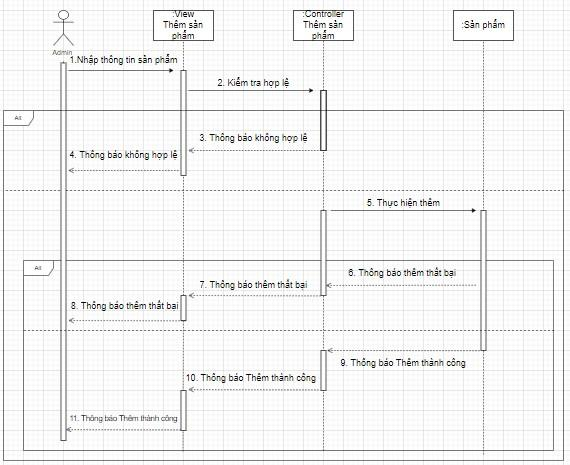 :View
Thêm sản
phẩm
:Controller
Thêm sản
phẩm
:Sản phẩm
Admin
1.Nhập thông tin sản phẩm
2. Kiểm tra hợp lệ
Alt
3. Thông báo không hợp lệ
4. Thông báo không hợp lệ
5. Thực hiện thêm
Alt
6. Thông báo thêm thất bại
7. Thông báo thêm thất bại
8. Thông báo thêm thất bại
9. Thông báo Thêm thành công
10. Thông báo Thêm thành công
11. Thông báo Thêm thành công